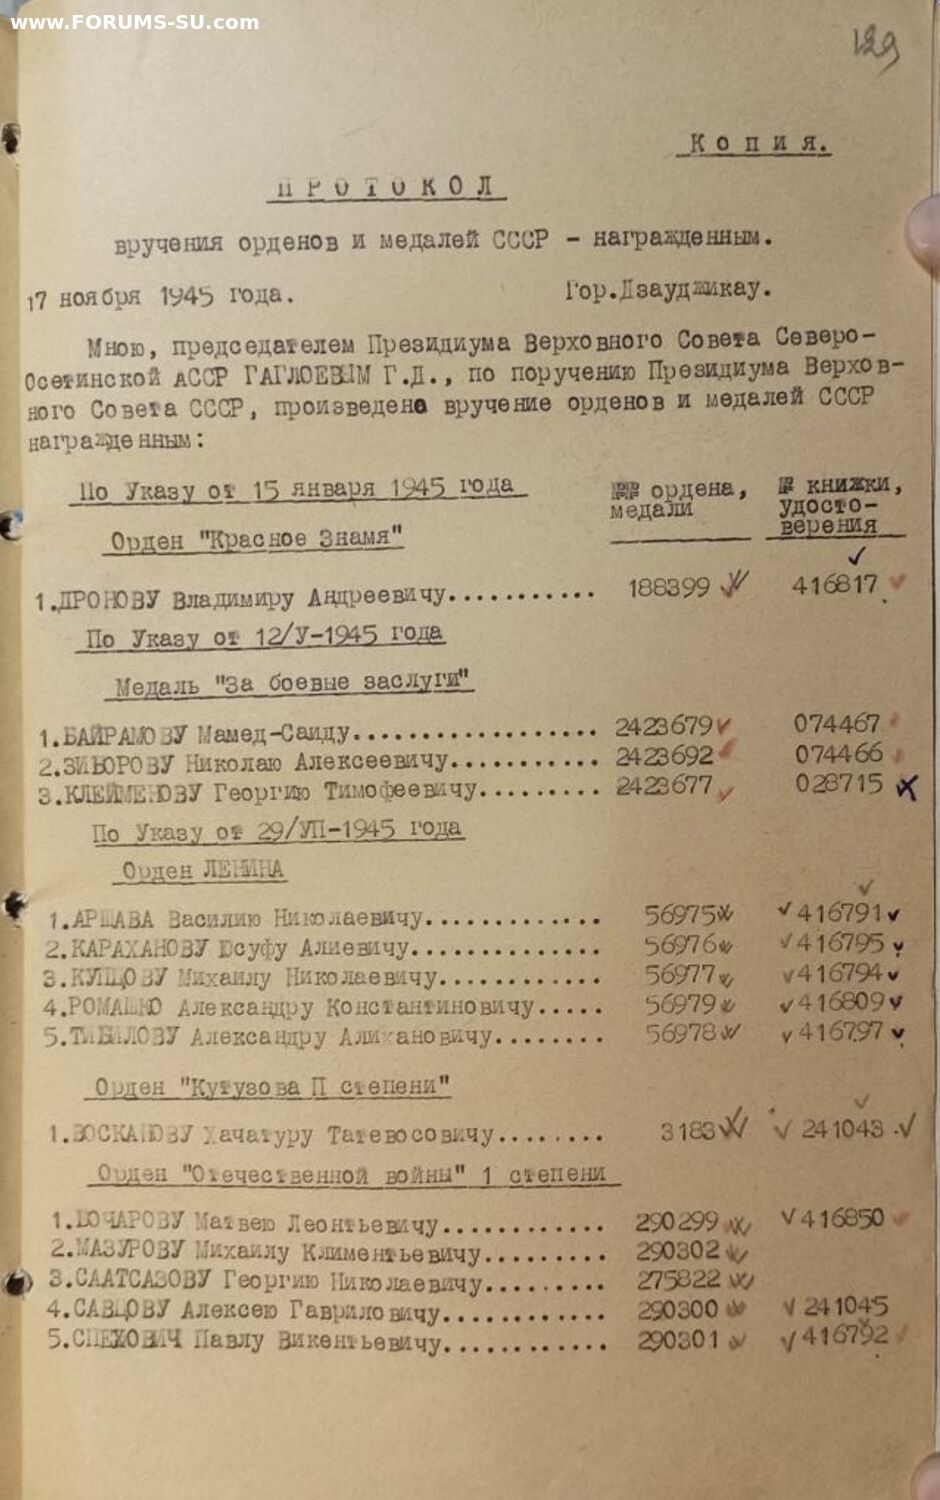 www.FORUMS-SU.com
129
Копия.
ПРОТОКОЛ
вручения орденов и медалей СССР - награжденным.
17 ноября 1945 года. Гор.Дзауджикау.
Мною, председателем Президиума Верховного Совета Северо-
Осетинской АССР ГАГЛОЕВЫМ Г.Д., по поручению Президиума Верхов-
ного Совета СССР, произведено вручение орденов и медалей СССР
награжденным:
По Указу от 15 января 1945 года
№№ ордена, медали
№ книжки, удосто-
верения
Орден "Красное Знамя"
1.ДРОНОВУ Владимиру Андреевичу........... 188399 416817
По Указу от 12/У-1945 года
Медаль "За боевые заслуги"
1.БАЙРАМОВУ Мамед-Саиду.................. 2423679 074467
2.ЗИБОРОВУ Николаю Алексеевичу........... 2423692 074466
3.КЛЕЙМЕНОВУ Георгию Тимофеевичу......... 2423677 028715
По Указу от 29/УП-1945 года
Орден ЛЕНИНА
1.АРШАВА Василию Николаевичу............. 56975 416791
2.КАРАХАНОВУ Юсуфу Алиевичу.............. 56976 416795
3.КУПЦОВУ Михаилу Николаевичу............ 56977 416794
4.РОМАШКО Александру Константиновичу..... 56979 416809
5.ТИБИЛОВУ Александру Алихановичу........ 56978 416797
Орден "Кутузова П степени"
1.ВОСКАНОВУ Хачатуру Татевосовичу........ 3183 241043
Орден "Отечественной войны" 1 степени
1.БОЧАРОВУ Матвею Леонтьевичу............ 290299 416850
2.МАЗУРОВУ Михаилу Климентьевичу......... 290302
3.СААТСАЗОВУ Георгию Николаевичу......... 275822
4.САВЦОВУ Алексею Гавриловичу............ 290300 241045
5.СПЕХОВИЧ Павлу Викентьевичу............ 290301 416792